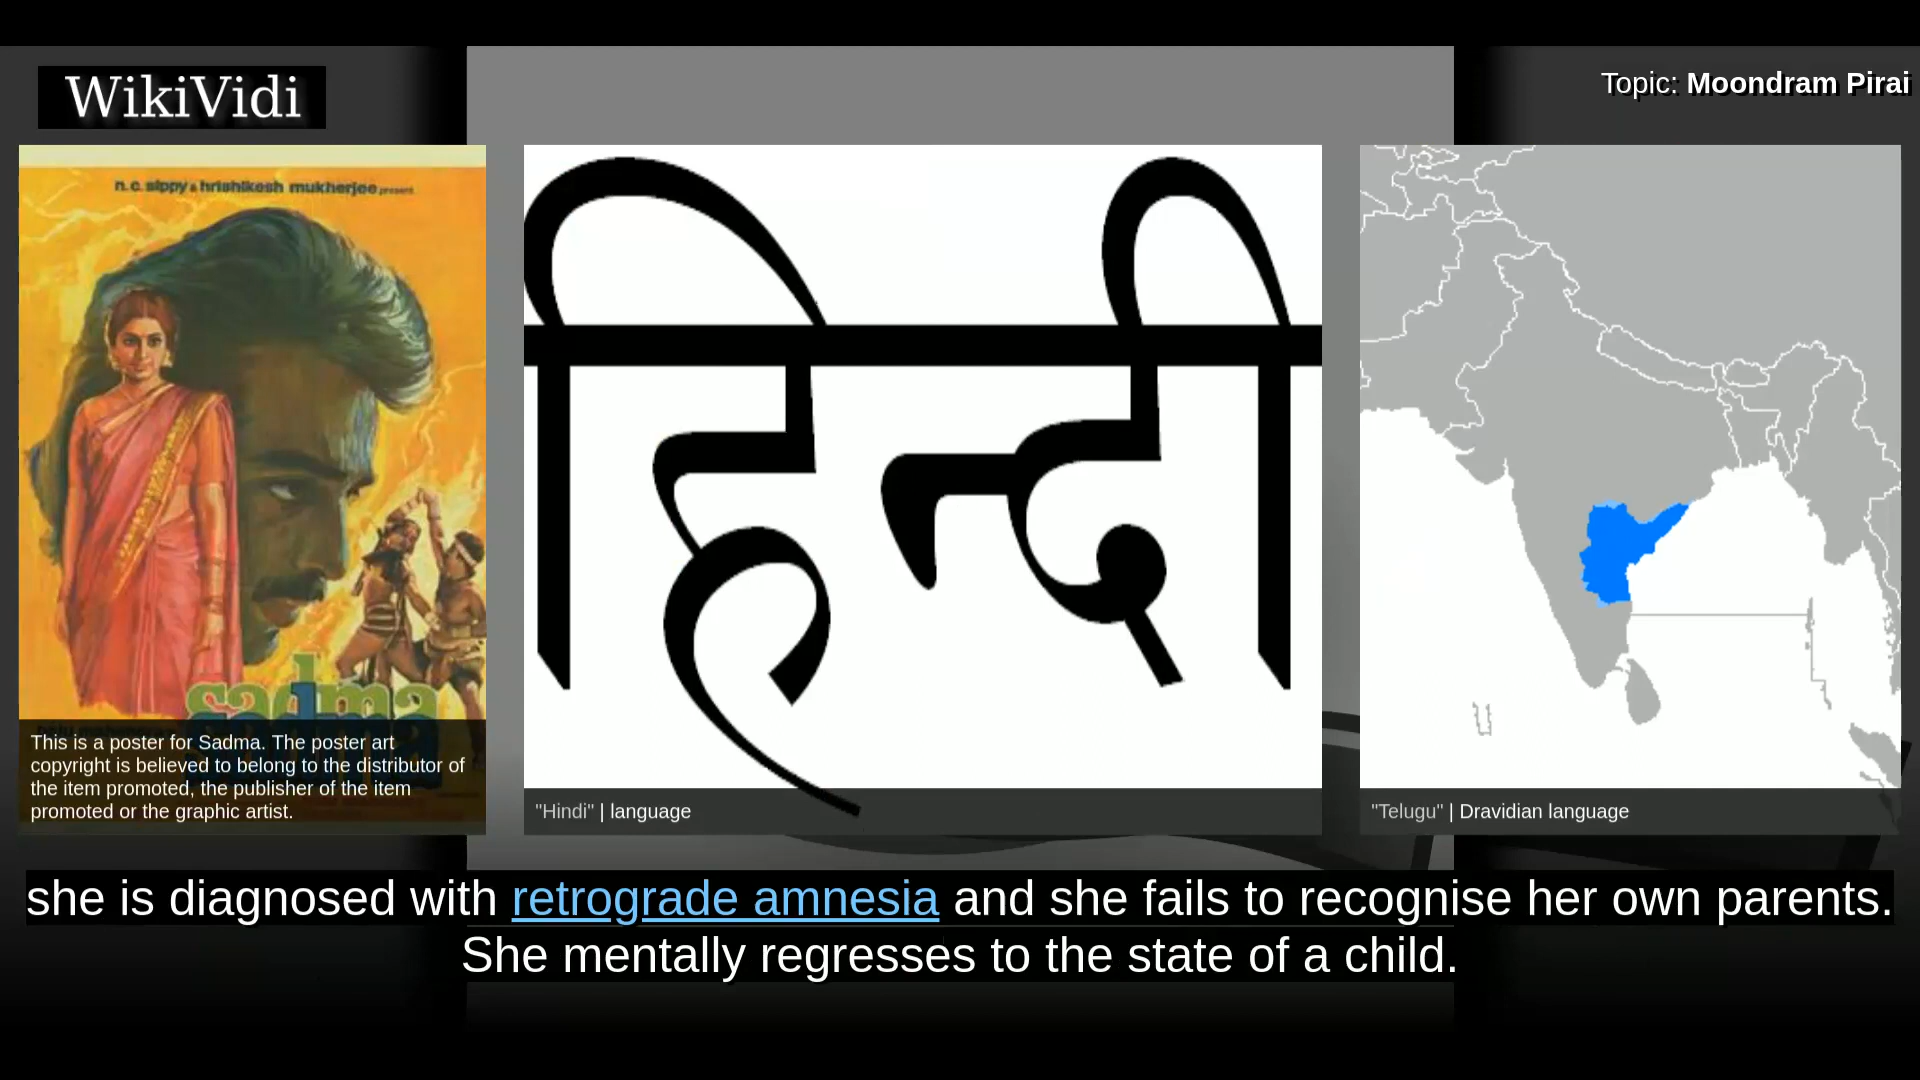 WikiVidi
Topic: Moondram Pirai
n.c. sippy & hrishikesh mukherjee present
sadma
This is a poster for Sadma. The poster art
copyright is believed to belong to the distributor of
the item promoted, the publisher of the item
promoted or the graphic artist.
हिन्दी
"Hindi" | language
"Telugu" | Dravidian language
she is diagnosed with retrograde amnesia and she fails to recognise her own parents.
She mentally regresses to the state of a child.